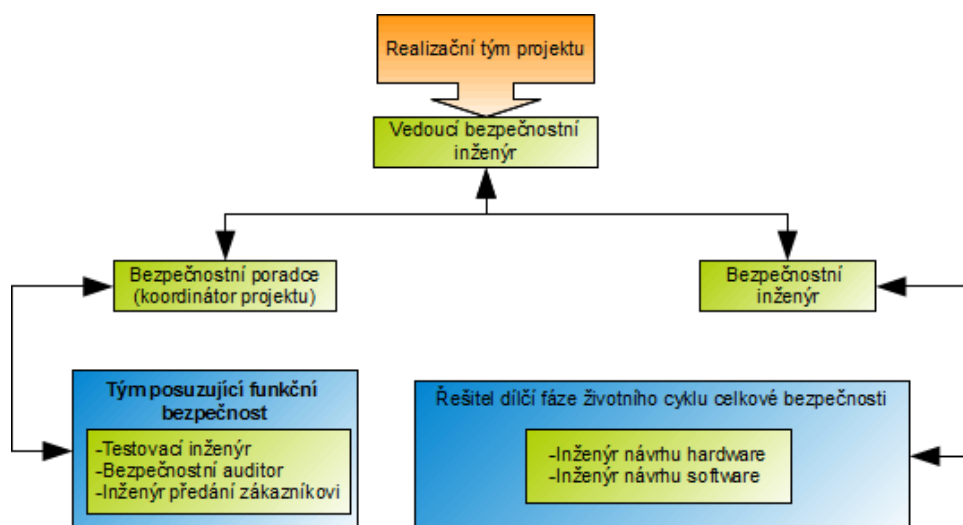 Realizační tým projektu
Vedoucí bezpečnostní
inženýr
Bezpečnostní poradce
(koordinátor projektu)
Bezpečnostní
inženýr
Tým posuzující funkční
bezpečnost
-Testovací inženýr
-Bezpečnostní auditor
-Inženýr předání zákazníkovi
Řešitel dílčí fáze životního cyklu celkové bezpečnosti
-Inženýr návrhu hardware
-Inženýr návrhu software